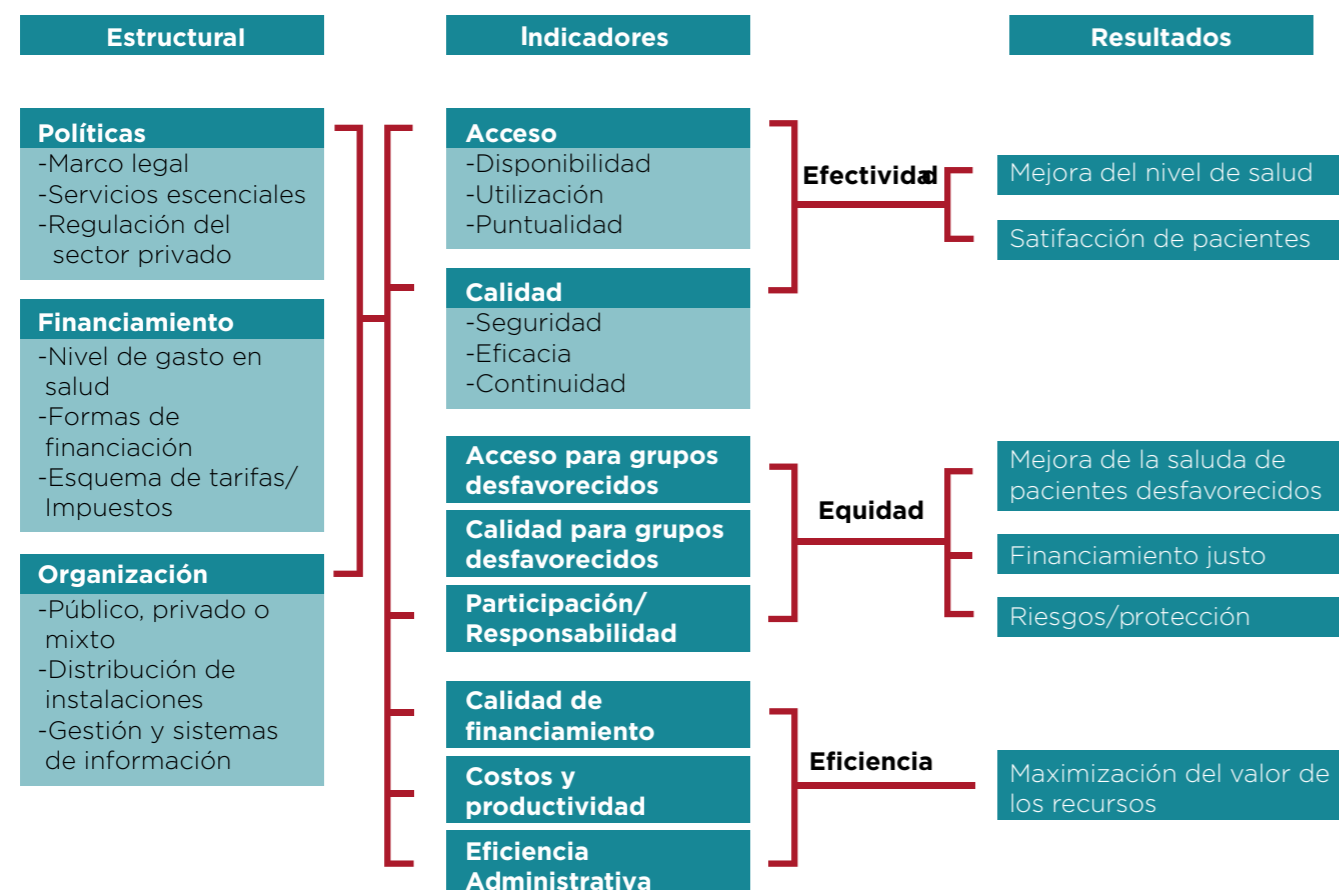 Estructural
Indicadores
Resultados
Políticas
-Marco legal
-Servicios escenciales
-Regulación del
sector privado
Financiamiento
-Nivel de gasto en
salud
-Formas de
financiación
-Esquema de tarifas/
Impuestos
Organización
-Público, privado o
mixto
-Distribución de
instalaciones
-Gestión y sistemas
de información
Acceso
-Disponibilidad
-Utilización
-Puntualidad
Calidad
-Seguridad
-Eficacia
-Continuidad
Acceso para grupos
desfavorecidos
Calidad para grupos
desfavorecidos
Participación/
Responsabilidad
Calidad de
financiamiento
Costos y
productividad
Eficiencia
Administrativa
Efectividad
Equidad
Eficiencia
Mejora del nivel de salud
Satifacción de pacientes
Mejora de la saluda de
pacientes desfavorecidos
Financiamiento justo
Riesgos/protección
Maximización del valor de
los recursos